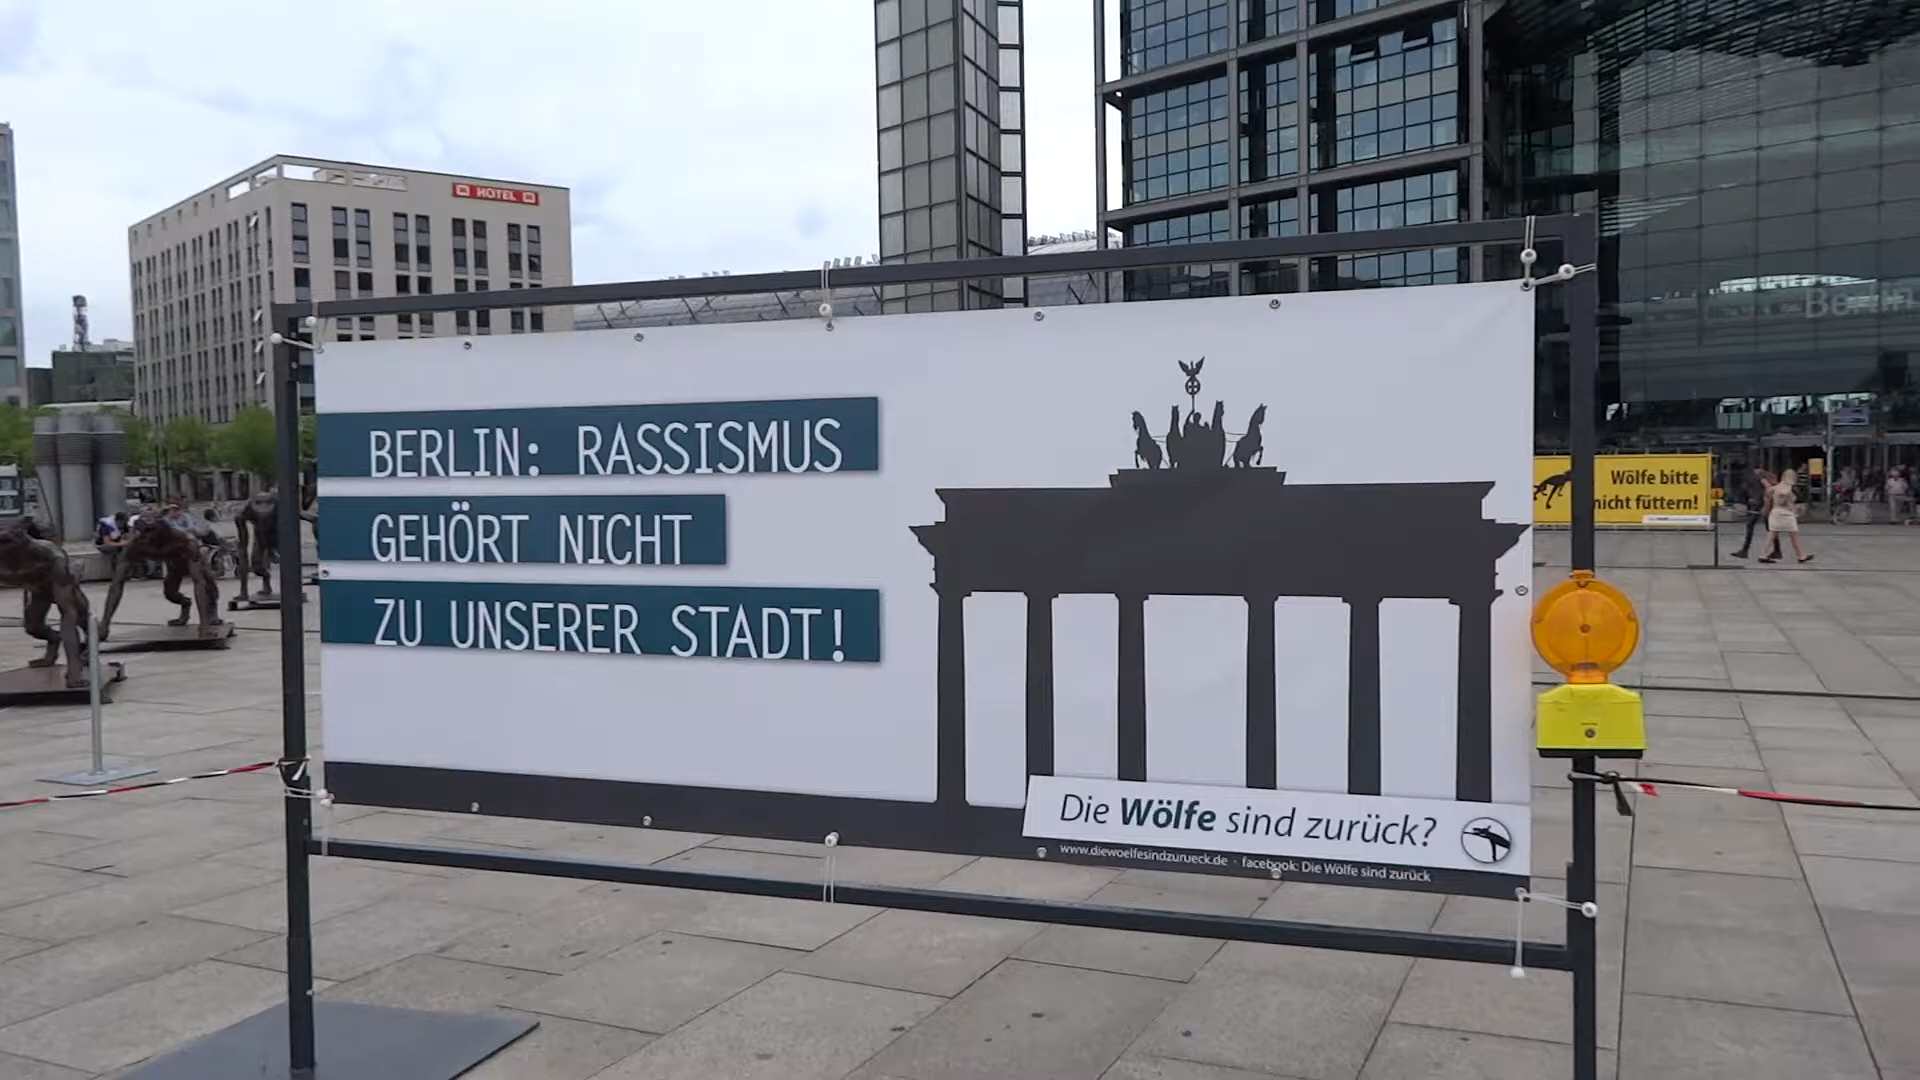 HOTEL
BERLIN: RASSISMUS
GEHÖRT NICHT
ZU UNSERER STADT!
Die Wölfe sind zurück?
www.diewoelfesindzurueck.de · facebook: Die Wölfe sind zurück
Wölfe bitte
nicht füttern!
Berlin